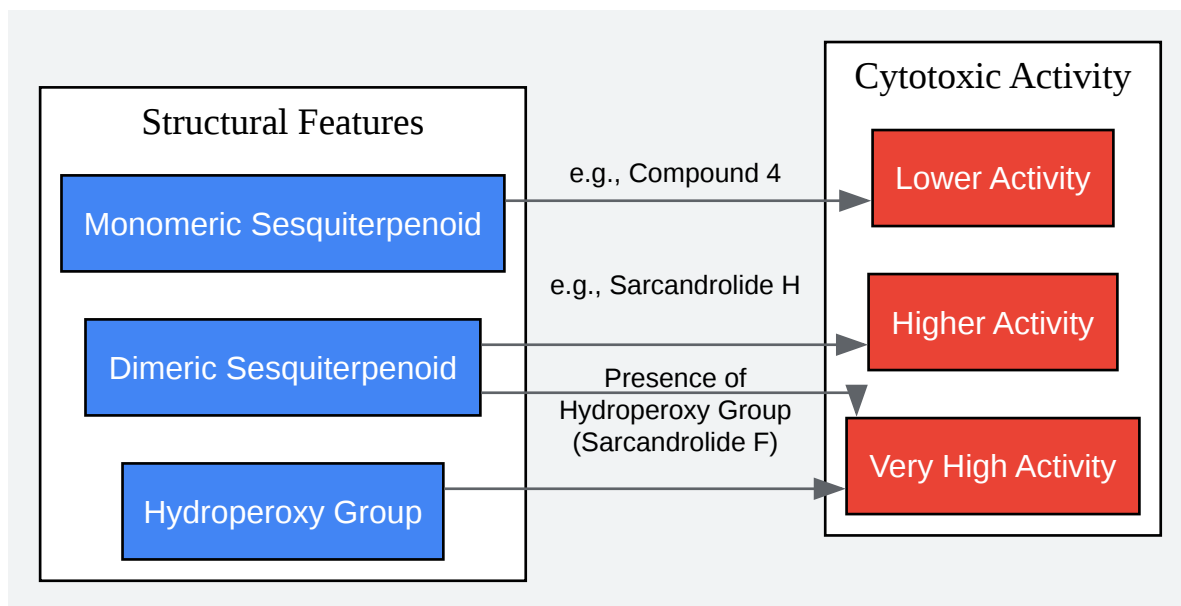 Structural Features
Monomeric Sesquiterpenoid
Dimeric Sesquiterpenoid
Hydroperoxy Group
e.g., Compound 4
e.g., Sarcandrolide H
Presence of
Hydroperoxy Group
(Sarcandrolide F)
Cytotoxic Activity
Lower Activity
Higher Activity
Very High Activity